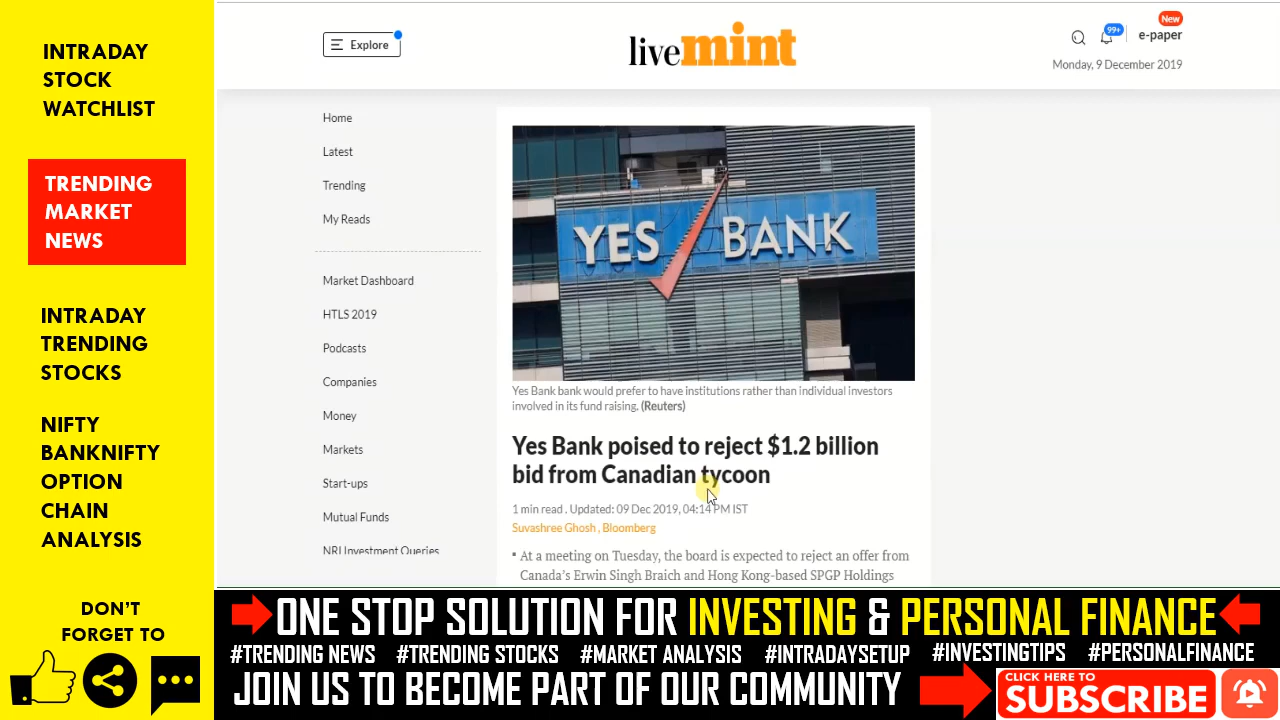 INTRADAY
STOCK
WATCHLIST
TRENDING
MARKET
NEWS
INTRADAY
TRENDING
STOCKS
NIFTY
BANKNIFTY
OPTION
CHAIN
ANALYSIS
DON'T
FORGET TO
Explore
livemint
99+
New
e-paper
Monday, 9 December 2019
Home
Latest
Trending
My Reads
Market Dashboard
HTLS 2019
Podcasts
Companies
Money
Markets
Start-ups
Mutual Funds
NRI Investment Queries
YES BANK
Yes Bank bank would prefer to have institutions rather than individual investors
involved in its fund raising. (Reuters)
Yes Bank poised to reject $1.2 billion
bid from Canadian tycoon
1 min read . Updated: 09 Dec 2019, 04:14 PM IST
Suvashree Ghosh , Bloomberg
At a meeting on Tuesday, the board is expected to reject an offer from
Canada's Erwin Singh Braich and Hong Kong-based SPGP Holdings
ONE STOP SOLUTION FOR INVESTING & PERSONAL FINANCE
#TRENDING NEWS #TRENDING STOCKS #MARKET ANALYSIS #INTRADAYSETUP #INVESTINGTIPS #PERSONALFINANCE
JOIN US TO BECOME PART OF OUR COMMUNITY
CLICK HERE TO
SUBSCRIBE